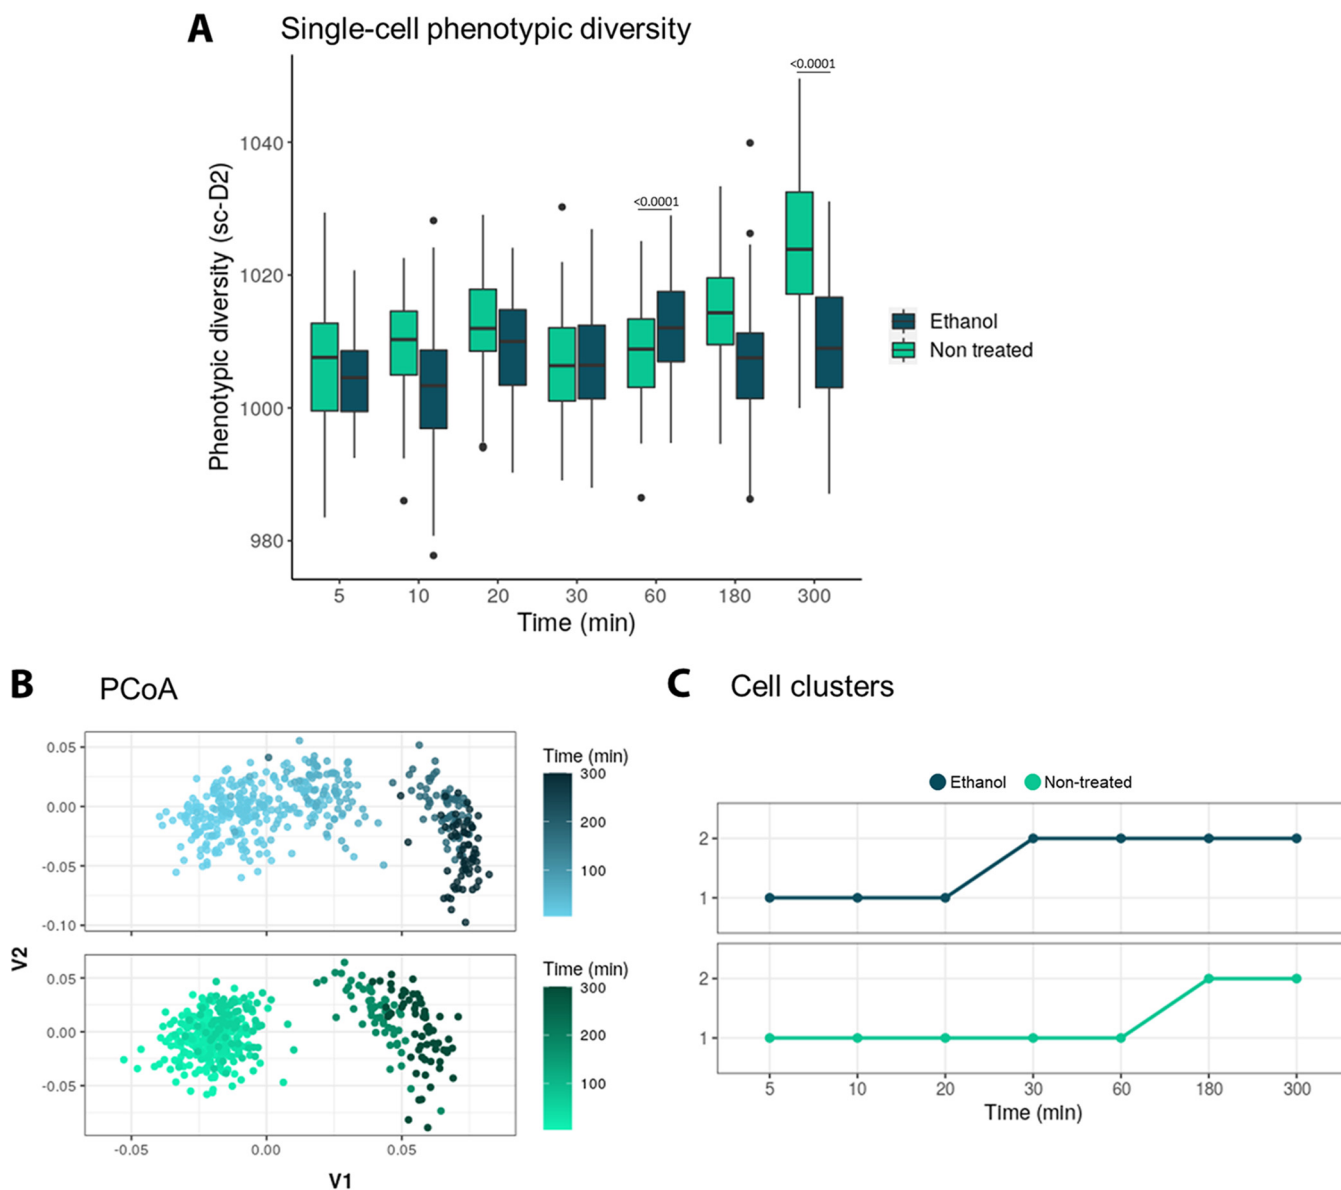 A Single-cell phenotypic diversity
<0.0001
<0.0001
1040
1020
1000
980
Phenotypic diversity (sc-D2)
5 10 20 30 60 180 300
Time (min)
Ethanol
Non treated
B PCoA
0.05
0.00
-0.05
-0.10
Time (min)
300
200
100
V2
0.05
0.00
-0.05
Time (min)
300
200
100
-0.05 0.00 0.05
V1
C Cell clusters
Ethanol Non-treated
2
1
2
1
5 10 20 30 60 180 300
Time (min)